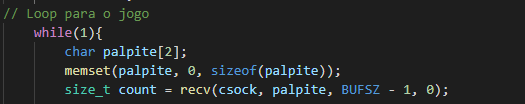 // Loop para o jogo
while(1){
char palpite[2];
memset(palpite, 0, sizeof(palpite));
size_t count = recv(csock, palpite, BUFSZ - 1, 0);